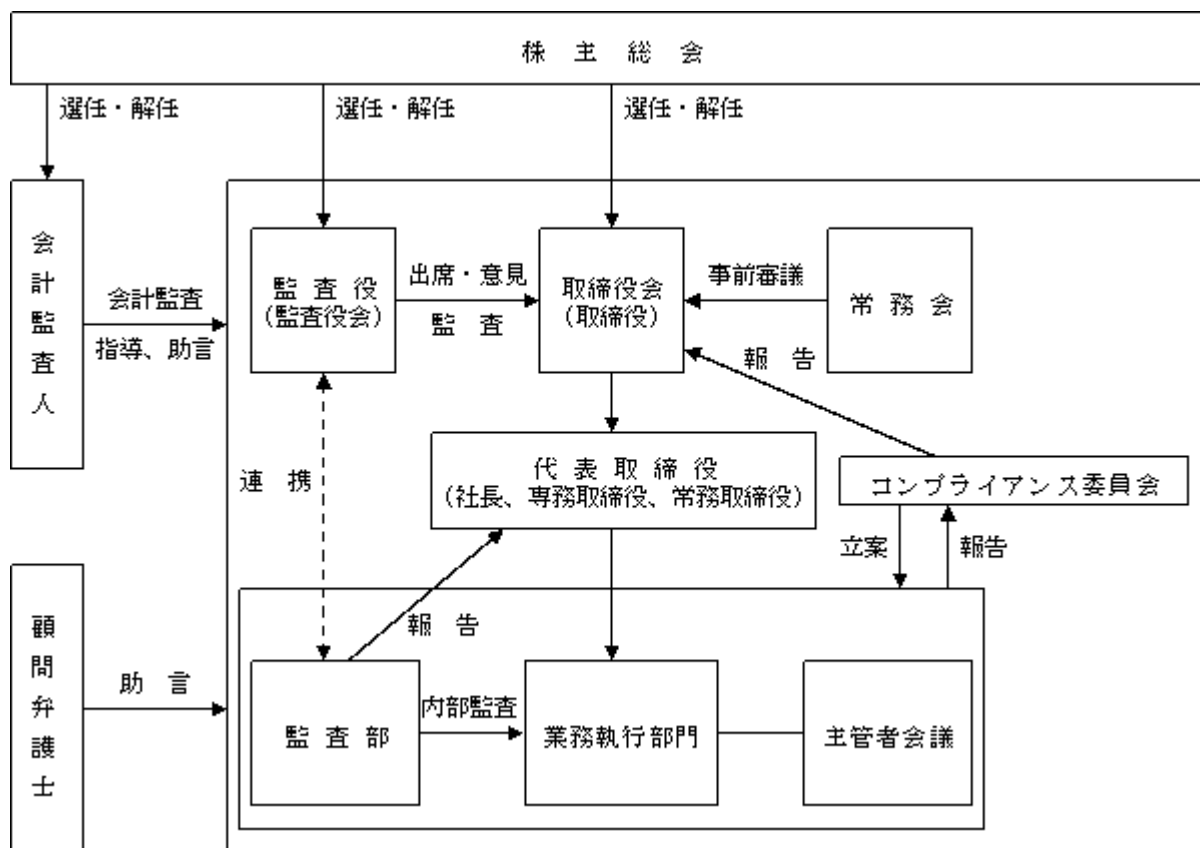 株主総会
選任・解任
選任・解任
選任・解任
会計監査人
会計監査
指導、助言
監査役
(監査役会)
出席・意見
監査
取締役会
(取締役)
事前審議
常務会
報告
連携
代表取締役
(社長、専務取締役、常務取締役)
コンプライアンス委員会
立案
報告
報告
顧問弁護士
助言
監査部
内部監査
業務執行部門
主管者会議